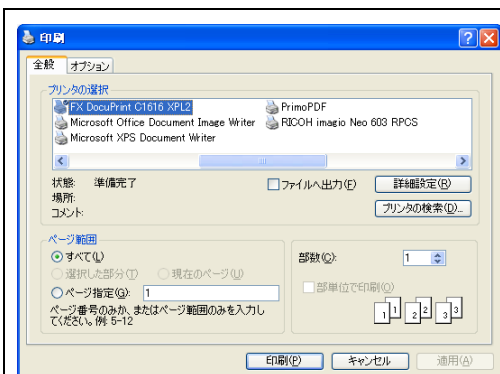 印刷
全般
オプション
プリンタの選択
FX DocuPrint C1616 XPL2
PrimoPDF
Microsoft Office Document Image Writer
RICOH imagio Neo 603 RPCS
Microsoft XPS Document Writer
状態: 準備完了
ファイルへ出力(F)
詳細設定(R)
場所:
コメント:
プリンタの検索(D)...
ページ範囲
すべて(L)
部数(C): 1
選択した部分(T)
現在のページ(U)
部単位で印刷(O)
ページ指定(G): 1
ページ番号のみか、またはページ範囲のみを入力し
てください。例: 5-12
1 1 2 2 3 3
印刷(P)
キャンセル
適用(A)